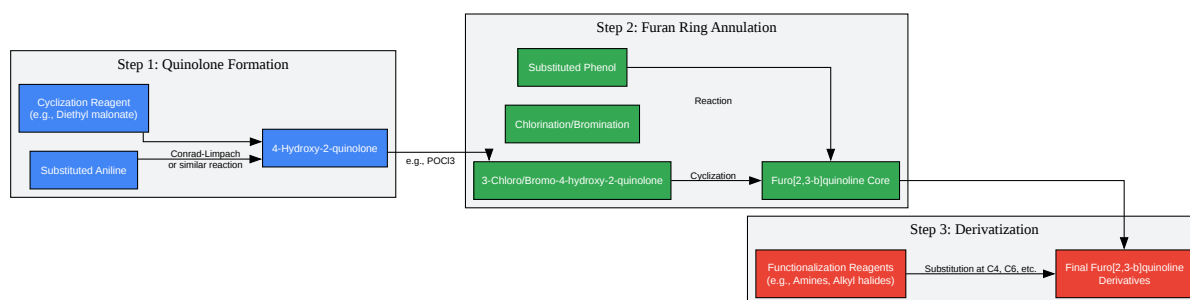 Step 1: Quinolone Formation
Cyclization Reagent
(e.g., Diethyl malonate)
Substituted Aniline
Conrad-Limpach
or similar reaction
4-Hydroxy-2-quinolone
e.g., POCl3
Step 2: Furan Ring Annulation
Substituted Phenol
Reaction
Chlorination/Bromination
3-Chloro/Bromo-4-hydroxy-2-quinolone
Cyclization
Furo[2,3-b]quinoline Core
Step 3: Derivatization
Functionalization Reagents
(e.g., Amines, Alkyl halides)
Substitution at C4, C6, etc.
Final Furo[2,3-b]quinoline
Derivatives